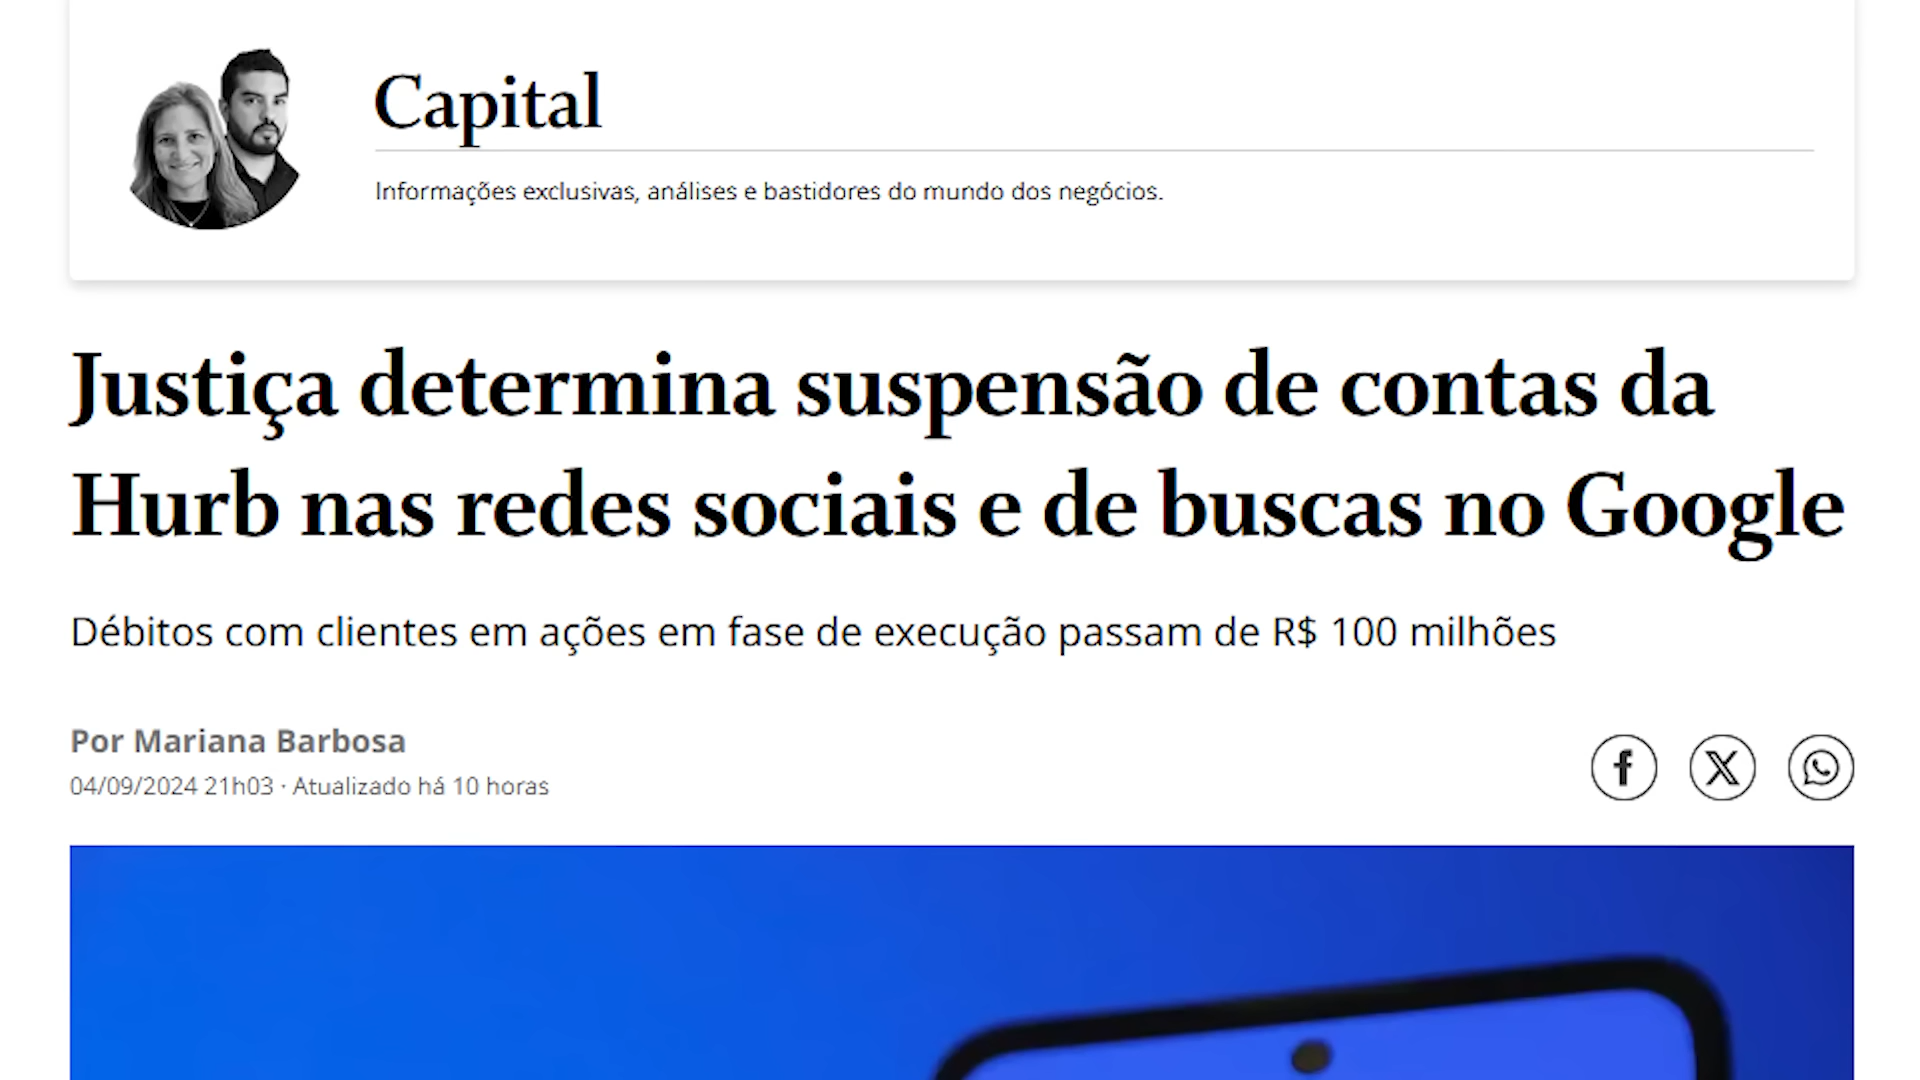 Capital
Informações exclusivas, análises e bastidores do mundo dos negócios.
Justiça determina suspensão de contas da
Hurb nas redes sociais e de buscas no Google
Débitos com clientes em ações em fase de execução passam de R$ 100 milhões
Por Mariana Barbosa
04/09/2024 21h03 · Atualizado há 10 horas